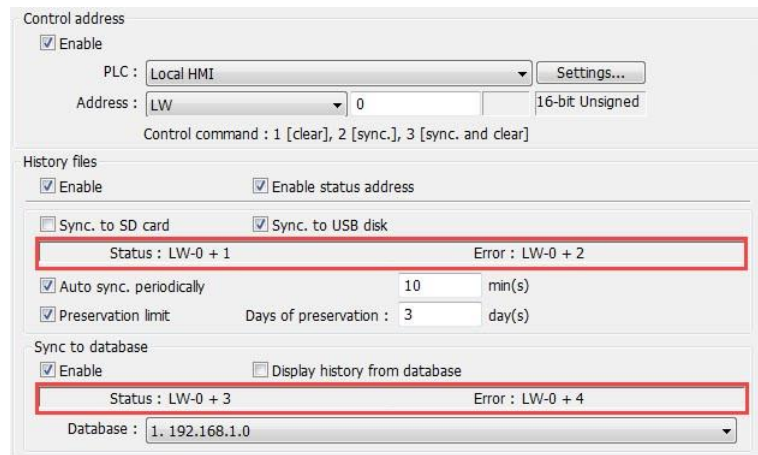 Control address
Enable
PLC : Local HMI Settings...
Address : LW 0 16-bit Unsigned
Control command : 1 [clear], 2 [sync.], 3 [sync. and clear]
History files
Enable Enable status address
Sync. to SD card Sync. to USB disk
Status : LW-0 + 1 Error : LW-0 + 2
Auto sync. periodically 10 min(s)
Preservation limit Days of preservation : 3 day(s)
Sync to database
Enable Display history from database
Status : LW-0 + 3 Error : LW-0 + 4
Database : 1. 192.168.1.0